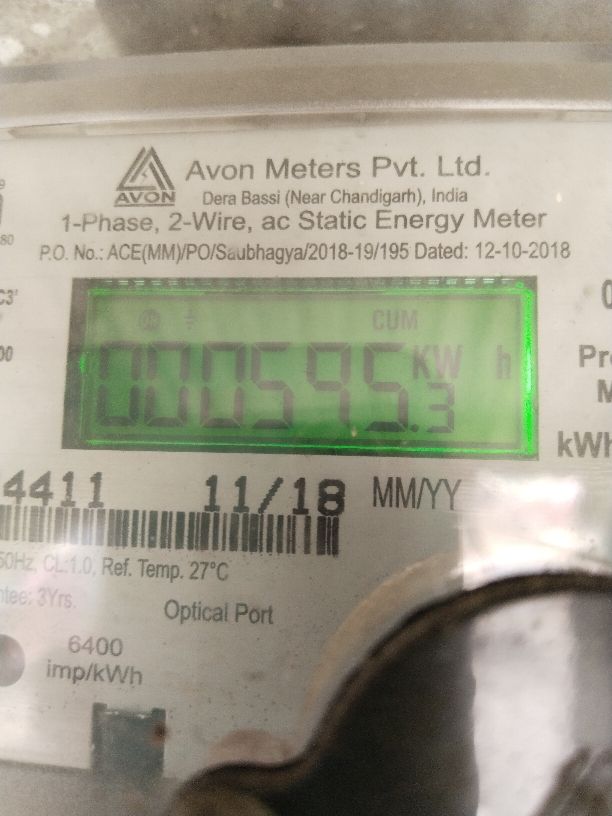 AVON
Avon Meters Pvt. Ltd.
Dera Bassi (Near Chandigarh), India
1-Phase, 2-Wire, ac Static Energy Meter
P.O. No.: ACE(MM)/PO/Saubhagya/2018-19/195 Dated: 12-10-2018
CUM
000595.3 KW h
4411 11/18 MM/YY
kWh
50Hz, CL:1.0, Ref. Temp. 27°C
3Yrs.
Optical Port
6400
imp/kWh